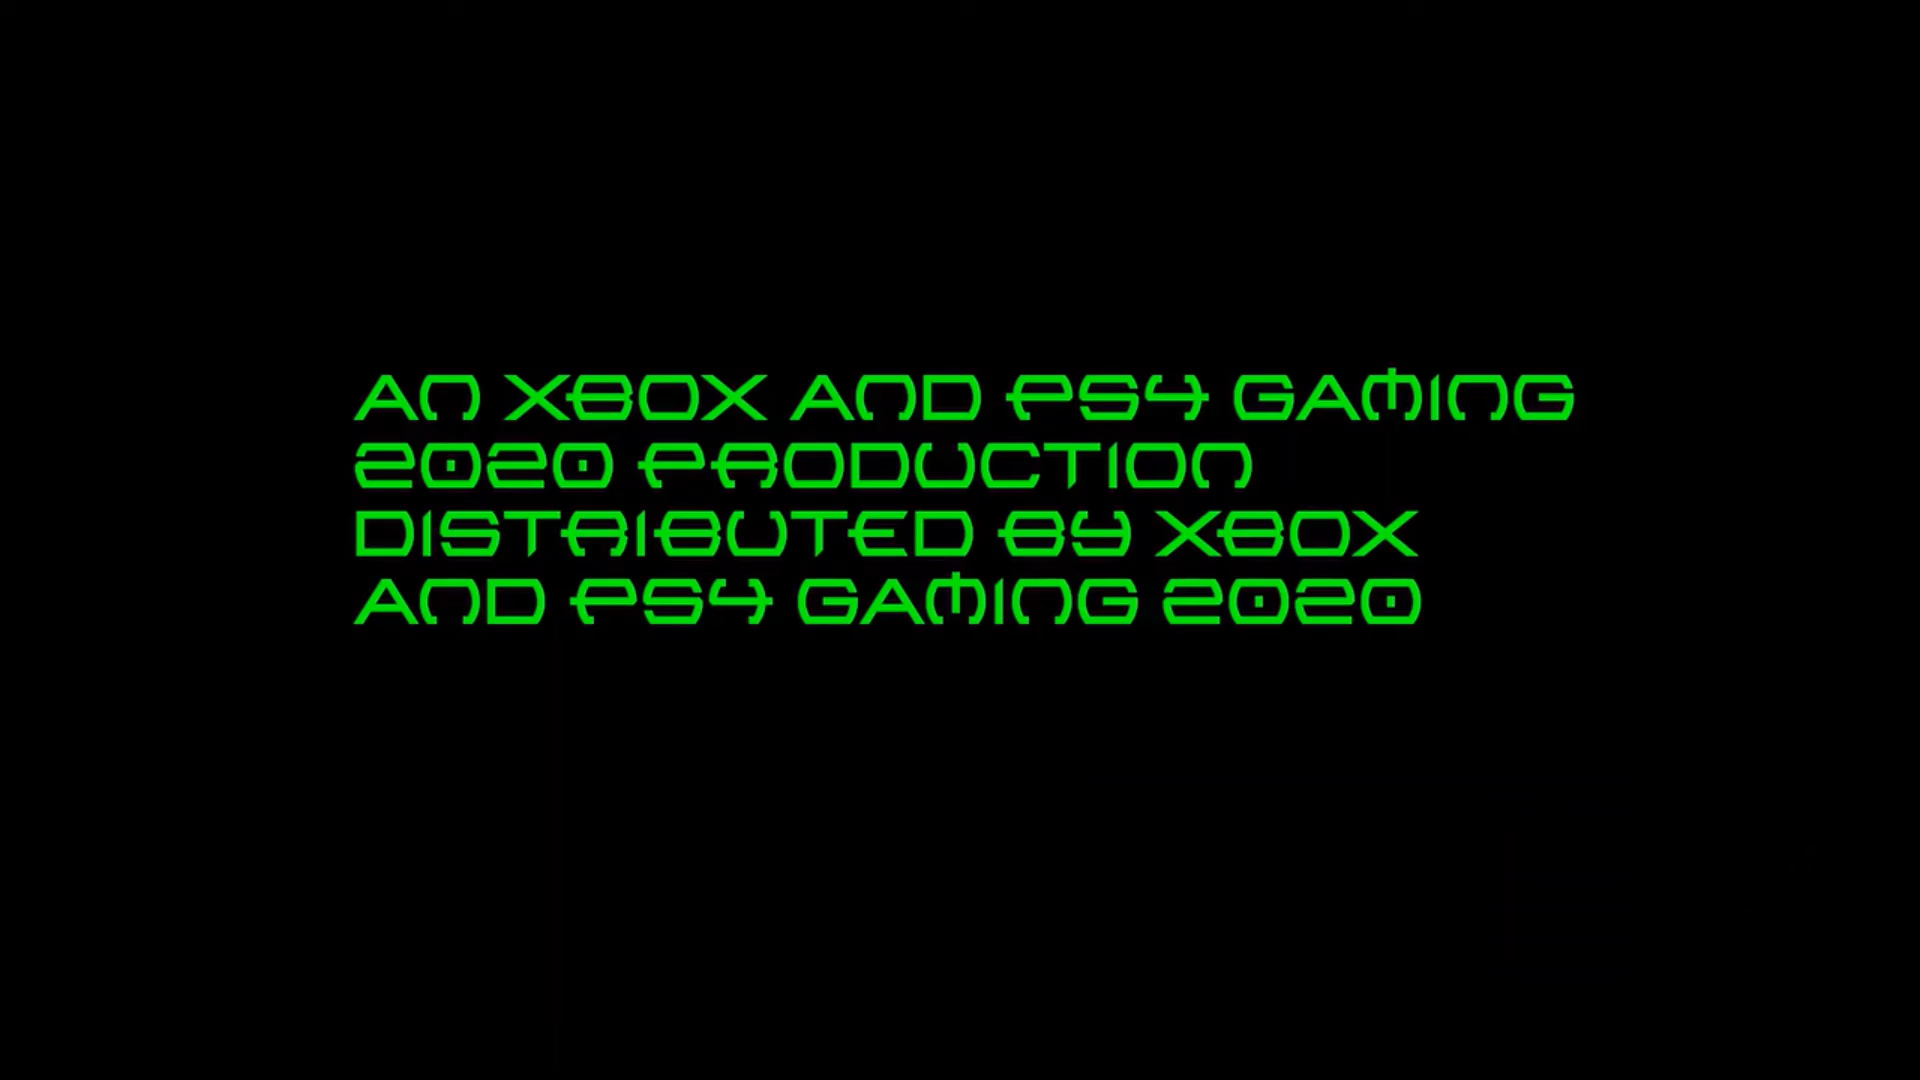 AN XBOX AND PS4 GAMING
2020 PRODUCTION
DISTRIBUTED BY XBOX
AND PS4 GAMING 2020